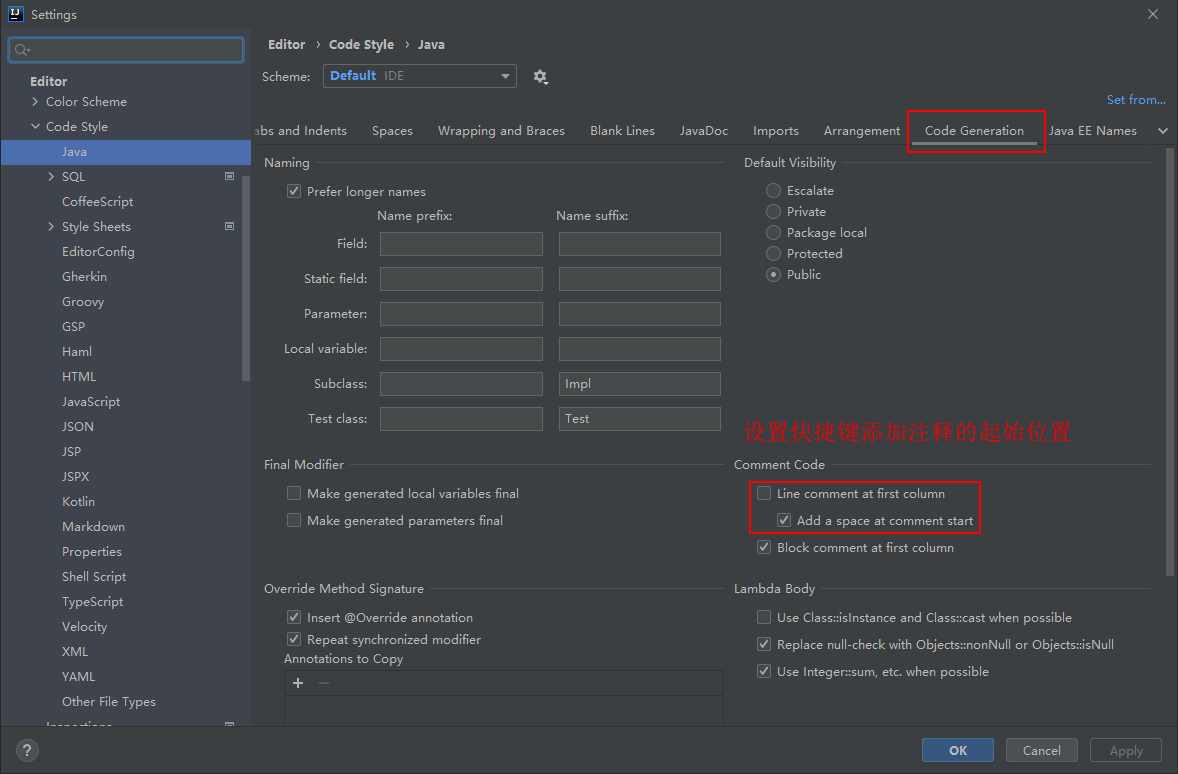 Settings
Editor › Code Style › Java
Scheme: Default IDE
Set from...
Editor
Color Scheme
Code Style
Java
SQL
CoffeeScript
Style Sheets
EditorConfig
Gherkin
Groovy
GSP
Haml
HTML
JavaScript
JSON
JSP
JSPX
Kotlin
Markdown
Properties
Shell Script
TypeScript
Velocity
XML
YAML
Other File Types
Inspections
abs and Indents Spaces Wrapping and Braces Blank Lines JavaDoc Imports Arrangement Code Generation Java EE Names
Naming
Prefer longer names
Name prefix: Name suffix:
Field:
Static field:
Parameter:
Local variable:
Subclass: Impl
Test class: Test
Default Visibility
Escalate
Private
Package local
Protected
Public
设置快捷键添加注释的起始位置
Final Modifier
Make generated local variables final
Make generated parameters final
Comment Code
Line comment at first column
Add a space at comment start
Block comment at first column
Override Method Signature
Insert @Override annotation
Repeat synchronized modifier
Annotations to Copy
Lambda Body
Use Class::isInstance and Class::cast when possible
Replace null-check with Objects::nonNull or Objects::isNull
Use Integer::sum, etc. when possible
?
OK Cancel Apply